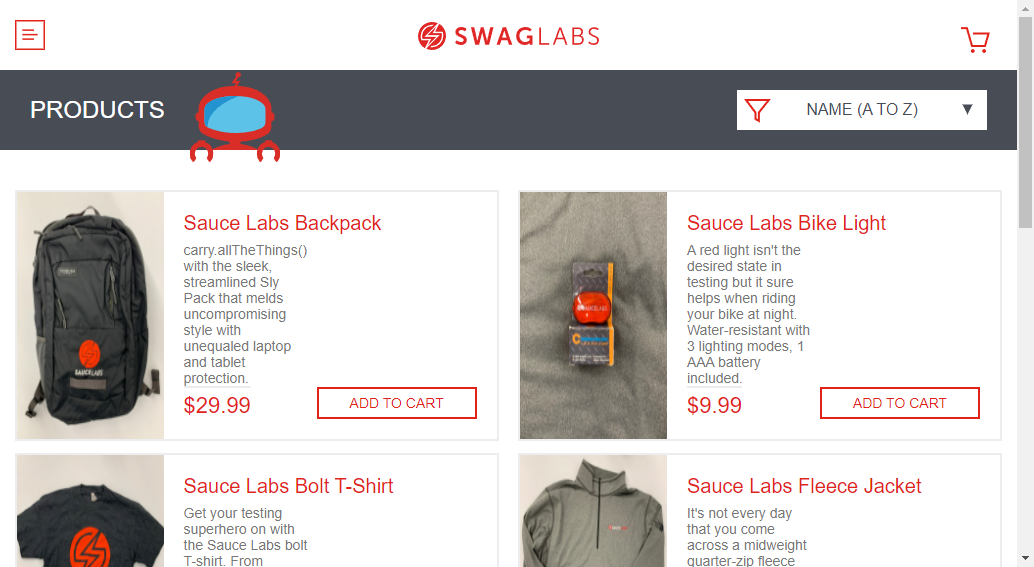 SWAGLABS
PRODUCTS
NAME (A TO Z)
Sauce Labs Backpack
carry.allTheThings()
with the sleek,
streamlined Sly
Pack that melds
uncompromising
style with
unequaled laptop
and tablet
protection.
$29.99
ADD TO CART
SAUCELABS
Sauce Labs Bike Light
A red light isn't the
desired state in
testing but it sure
helps when riding
your bike at night.
Water-resistant with
3 lighting modes, 1
AAA battery
included.
$9.99
ADD TO CART
SAUCELABS
Sauce Labs Bolt T-Shirt
Get your testing
superhero on with
the Sauce Labs bolt
T-shirt. From
Sauce Labs Fleece Jacket
It's not every day
that you come
across a midweight
quarter-zip fleece